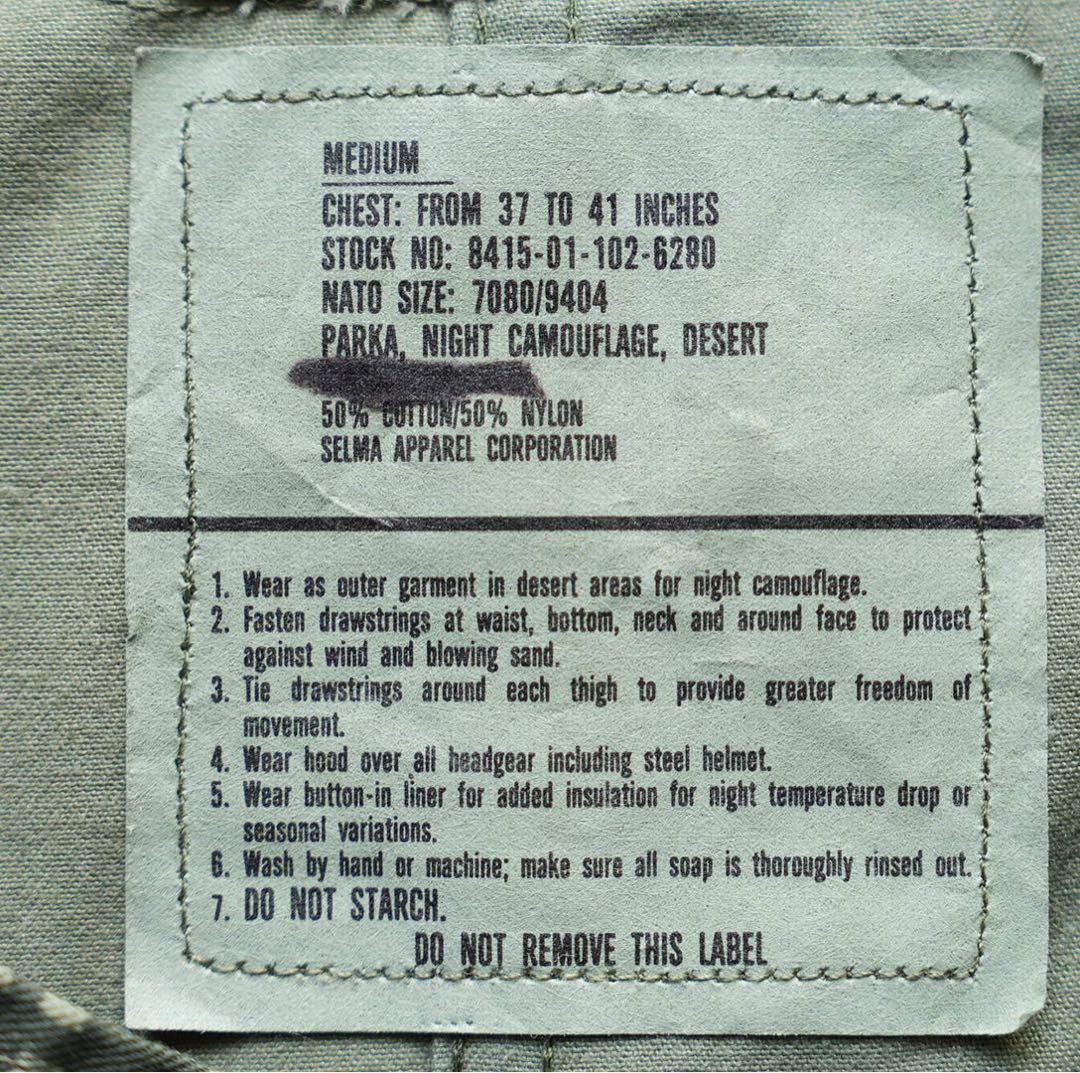 MEDIUM
CHEST: FROM 37 TO 41 INCHES
STOCK NO: 8415-01-102-6280
NATO SIZE: 7080/9404
PARKA, NIGHT CAMOUFLAGE, DESERT
50% COTTON/50% NYLON
SELMA APPAREL CORPORATION
1. Wear as outer garment in desert areas for night camouflage.
2. Fasten drawstrings at waist, bottom, neck and around face to protect
against wind and blowing sand.
3. Tie drawstrings around each thigh to provide greater freedom of
movement.
4. Wear hood over all headgear including steel helmet.
5. Wear button-in liner for added insulation for night temperature drop or
seasonal variations.
6. Wash by hand or machine; make sure all soap is thoroughly rinsed out.
7. DO NOT STARCH.
DO NOT REMOVE THIS LABEL